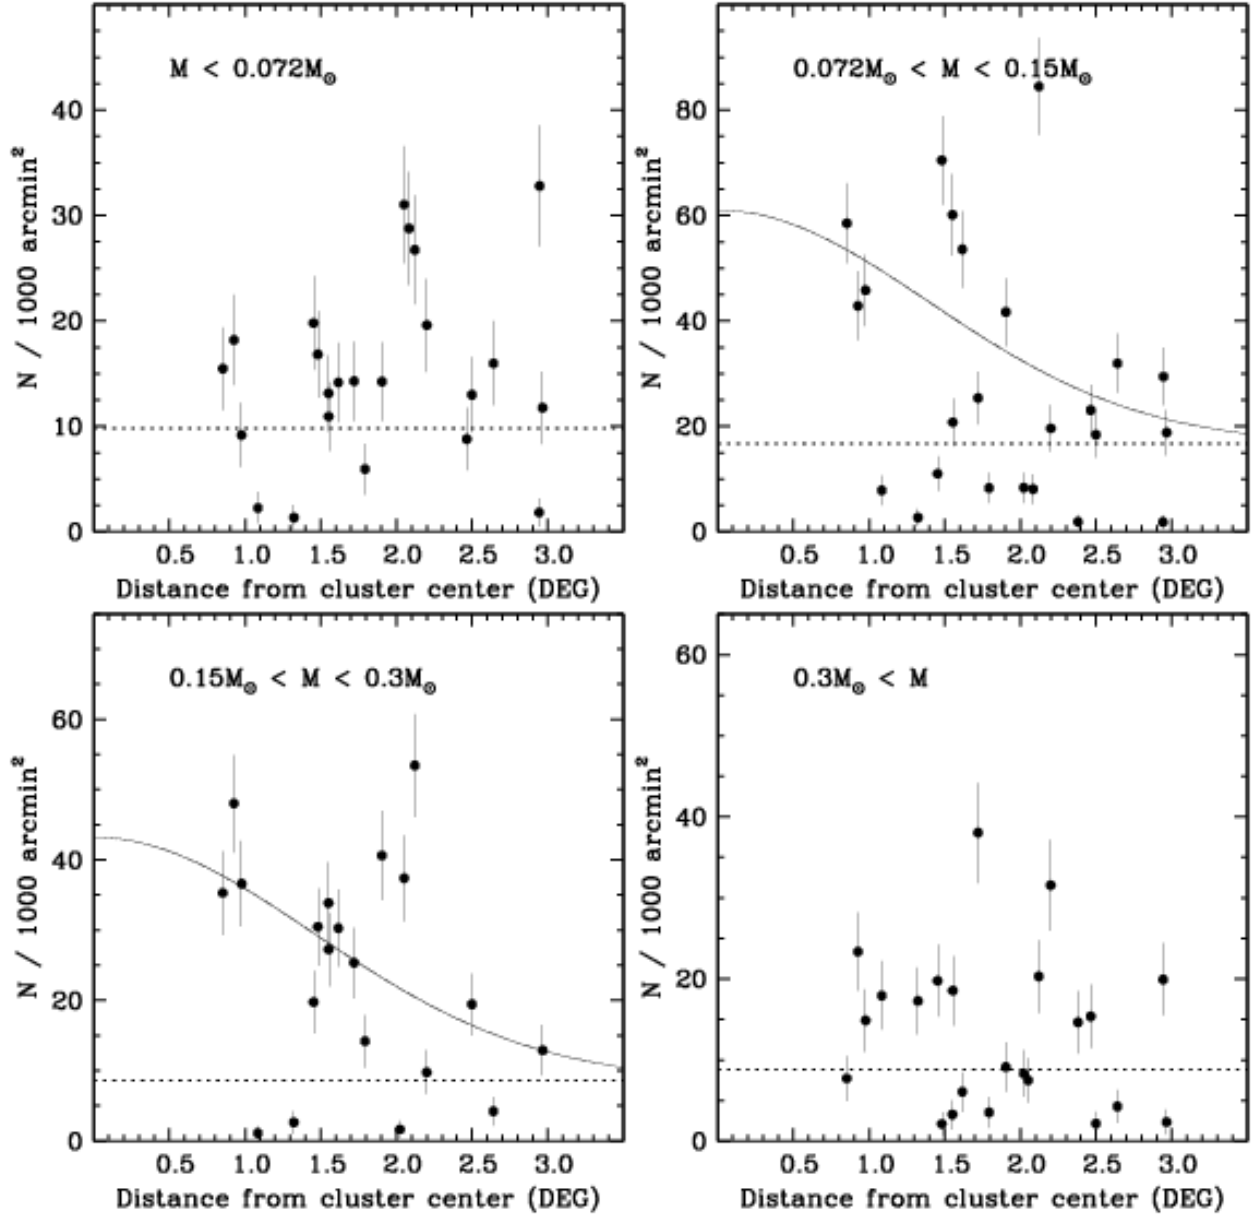 M < 0.072M⊙
40
30
20
10
0
N / 1000 arcmin²
0.5 1.0 1.5 2.0 2.5 3.0
Distance from cluster center (DEG)
0.072M⊙ < M < 0.15M⊙
80
60
40
20
0
N / 1000 arcmin²
0.5 1.0 1.5 2.0 2.5 3.0
Distance from cluster center (DEG)
0.15M⊙ < M < 0.3M⊙
60
40
20
0
N / 1000 arcmin²
0.5 1.0 1.5 2.0 2.5 3.0
Distance from cluster center (DEG)
0.3M⊙ < M
60
40
20
0
N / 1000 arcmin²
0.5 1.0 1.5 2.0 2.5 3.0
Distance from cluster center (DEG)